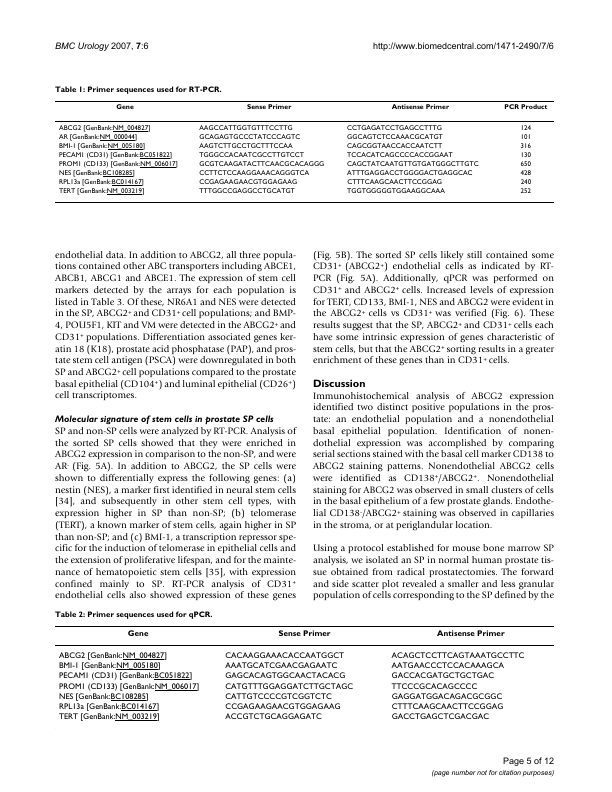 BMC Urology 2007, 7:6
http://www.biomedcentral.com/1471-2490/7/6
Table 1: Primer sequences used for RT-PCR.
Gene Sense Primer Antisense Primer PCR Product
ABCG2 [GenBank:NM_004827] AAGCCATTGGTGTTTCCTTG CCTGAGATCCTGAGCCTTTG 124
AR [GenBank:NM_000044] GCAGAGTGCCCTATCCCAGTC GGCAGTCTCCAAACGCATGT 101
BMI-1 [GenBank:NM_005180] AAGTCTTGCCTGCTTTCCAA CAGCGGTAACCACCAATCTT 316
PECAM1 (CD31) [GenBank:BC051822] TGGGCCACAATCGCCTTGTCCT TCCACATCAGCCCCACCGGAAT 130
PROM1 (CD133) [GenBank:NM_006017] GCGTCAAGATACTTCAACGCACAGGG CAGCTATCAATGTTGTGATGGGCTTGTC 650
NES [GenBank:BC108285] CCTTCTCCAAGGAAACAGGGTCA ATTTGAGGACCTGGGGACTGAGGCAC 428
RPL13a [GenBank:BC014167] CCGAGAAGAACGTGGAGAAG CTTTCAAGCAACTTCCGGAG 240
TERT [GenBank:NM_003219] TTTGGCCGAGGCCTGCATGT TGGTGGGGGTGGAAGGCAAA 252
endothelial data. In addition to ABCG2, all three popula-
tions contained other ABC transporters including ABCE1,
ABCB1, ABCG1 and ABCE1. The expression of stem cell
markers detected by the arrays for each population is
listed in Table 3. Of these, NR6A1 and NES were detected
in the SP, ABCG2+ and CD31+ cell populations; and BMP-
4, POU5F1, KIT and VM were detected in the ABCG2+ and
CD31+ populations. Differentiation associated genes ker-
atin 18 (K18), prostate acid phosphatase (PAP), and pros-
tate stem cell antigen (PSCA) were downregulated in both
SP and ABCG2+ cell populations compared to the prostate
basal epithelial (CD104+) and luminal epithelial (CD26+)
cell transcriptomes.
Molecular signature of stem cells in prostate SP cells
SP and non-SP cells were analyzed by RT-PCR. Analysis of
the sorted SP cells showed that they were enriched in
ABCG2 expression in comparison to the non-SP, and were
AR- (Fig. 5A). In addition to ABCG2, the SP cells were
shown to differentially express the following genes: (a)
nestin (NES), a marker first identified in neural stem cells
[34], and subsequently in other stem cell types, with
expression higher in SP than non-SP; (b) telomerase
(TERT), a known marker of stem cells, again higher in SP
than non-SP; and (c) BMI-1, a transcription repressor spe-
cific for the induction of telomerase in epithelial cells and
the extension of proliferative lifespan, and for the mainte-
nance of hematopoietic stem cells [35], with expression
confined mainly to SP. RT-PCR analysis of CD31+
endothelial cells also showed expression of these genes
(Fig. 5B). The sorted SP cells likely still contained some
CD31+ (ABCG2+) endothelial cells as indicated by RT-
PCR (Fig. 5A). Additionally, qPCR was performed on
CD31+ and ABCG2+ cells. Increased levels of expression
for TERT, CD133, BMI-1, NES and ABCG2 were evident in
the ABCG2+ cells vs CD31+ was verified (Fig. 6). These
results suggest that the SP, ABCG2+ and CD31+ cells each
have some intrinsic expression of genes characteristic of
stem cells, but that the ABCG2+ sorting results in a greater
enrichment of these genes than in CD31+ cells.
Discussion
Immunohistochemical analysis of ABCG2 expression
identified two distinct positive populations in the pros-
tate: an endothelial population and a nonendothelial
basal epithelial population. Identification of nonen-
dothelial expression was accomplished by comparing
serial sections stained with the basal cell marker CD138 to
ABCG2 staining patterns. Nonendothelial ABCG2 cells
were identified as CD138+/ABCG2+. Nonendothelial
staining for ABCG2 was observed in small clusters of cells
in the basal epithelium of a few prostate glands. Endothe-
lial CD138-/ABCG2+ staining was observed in capillaries
in the stroma, or at periglandular location.
Using a protocol established for mouse bone marrow SP
analysis, we isolated an SP in normal human prostate tis-
sue obtained from radical prostatectomies. The forward
and side scatter plot revealed a smaller and less granular
population of cells corresponding to the SP defined by the
Table 2: Primer sequences used for qPCR.
Gene Sense Primer Antisense Primer
ABCG2 [GenBank:NM_004827] CACAAGGAAACACCAATGGCT ACAGCTCCTTCAGTAAATGCCTTC
BMI-1 [GenBank:NM_005180] AAATGCATCGAACGAGAATC AATGAACCCTCCACAAAGCA
PECAM1 (CD31) [GenBank:BC051822] GAGCACAGTGGCAACTACACG GACCACGATGCTGCTGAC
PROM1 (CD133) [GenBank:NM_006017] CATGTTTGGAGGATCTTGCTAGC TTCCCGCACAGCCCC
NES [GenBank:BC108285] CATTGTCCCCGTCGGTCTC GAGGATGGACAGACGCGGC
RPL13a [GenBank:BC014167] CCGAGAAGAACGTGGAGAAG CTTTCAAGCAACTTCCGGAG
TERT [GenBank:NM_003219] ACCGTCTGCAGGAGATC GACCTGAGCTCGACGAC
Page 5 of 12
(page number not for citation purposes)